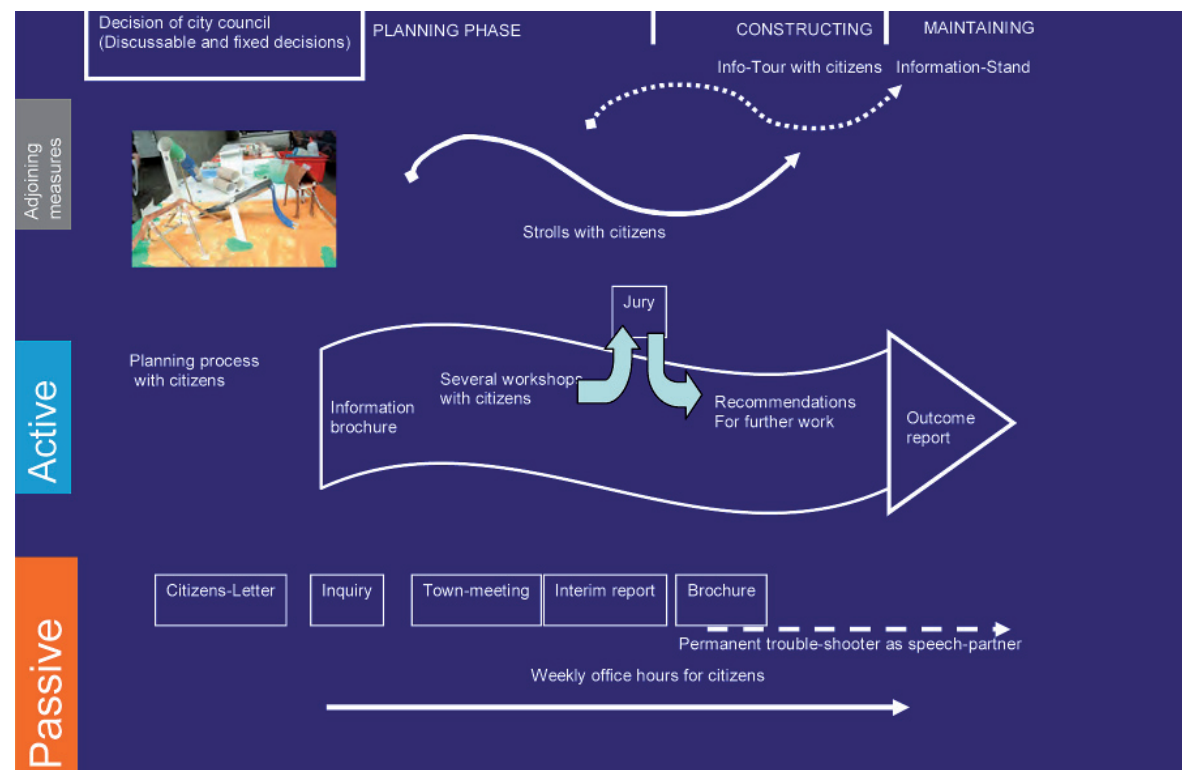 Decision of city council
(Discussable and fixed decisions)
PLANNING PHASE
CONSTRUCTING
MAINTAINING
Info-Tour with citizens
Information-Stand
Adjoining
measures
Strolls with citizens
Jury
Active
Planning process
with citizens
Information
brochure
Several workshops
with citizens
Recommendations
For further work
Outcome
report
Passive
Citizens-Letter
Inquiry
Town-meeting
Interim report
Brochure
Permanent trouble-shooter as speech-partner
Weekly office hours for citizens